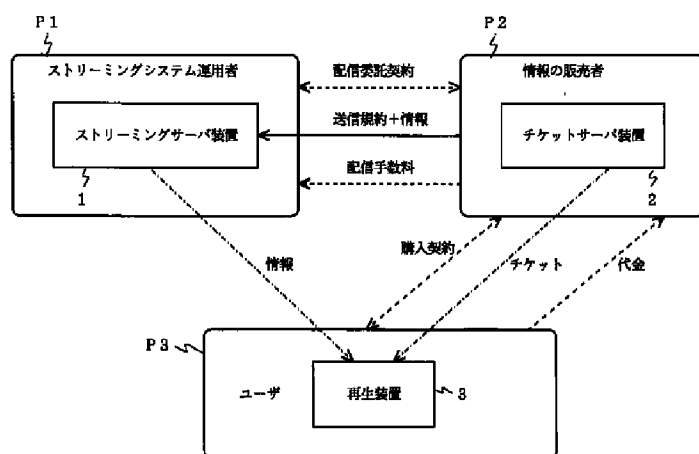 P1
P2
ストリーミングシステム運用者
配信委託契約
情報の販売者
ストリーミングサーバ装置
送信規約＋情報
チケットサーバ装置
1
配信手数料
2
情報
購入契約
チケット
代金
P3
ユーザ
再生装置
3